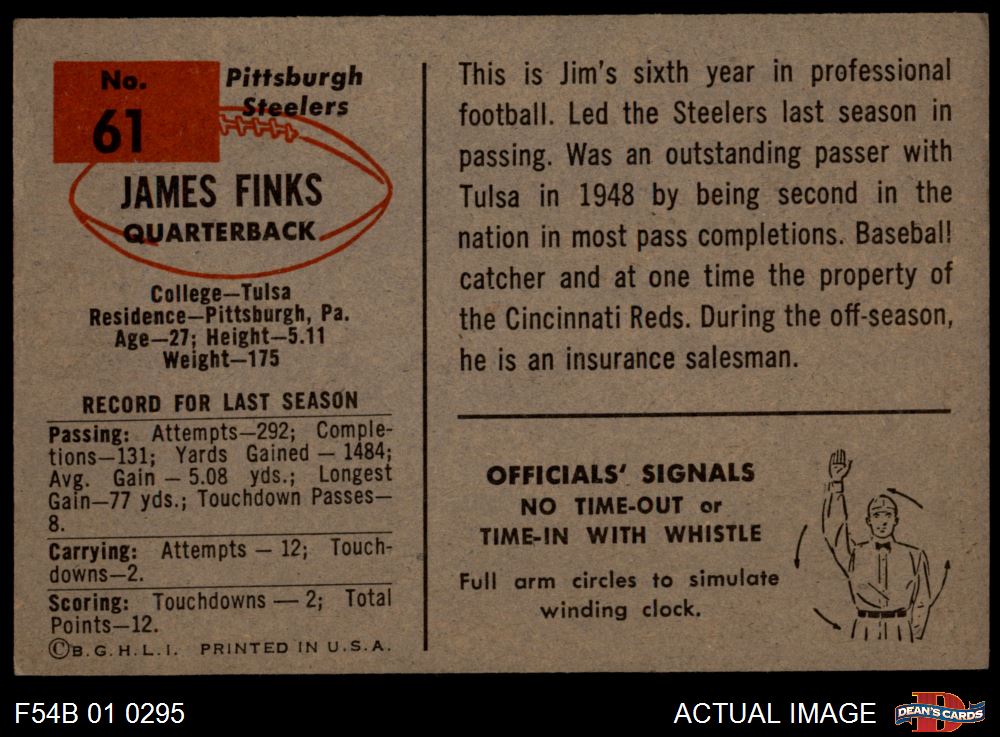 No.
61
Pittsburgh
Steelers
JAMES FINKS
QUARTERBACK
College—Tulsa
Residence—Pittsburgh, Pa.
Age—27; Height—5.11
Weight—175
RECORD FOR LAST SEASON
Passing: Attempts—292; Comple-
tions—131; Yards Gained — 1484;
Avg. Gain — 5.08 yds.; Longest
Gain—77 yds.; Touchdown Passes—
8.
Carrying: Attempts — 12; Touch-
downs—2.
Scoring: Touchdowns — 2; Total
Points—12.
©B.G.H.L.I. PRINTED IN U.S.A.
This is Jim's sixth year in professional
football. Led the Steelers last season in
passing. Was an outstanding passer with
Tulsa in 1948 by being second in the
nation in most pass completions. Baseball
catcher and at one time the property of
the Cincinnati Reds. During the off-season,
he is an insurance salesman.
OFFICIALS' SIGNALS
NO TIME-OUT or
TIME-IN WITH WHISTLE
Full arm circles to simulate
winding clock.
F54B 01 0295
ACTUAL IMAGE
DEAN'S CARDS